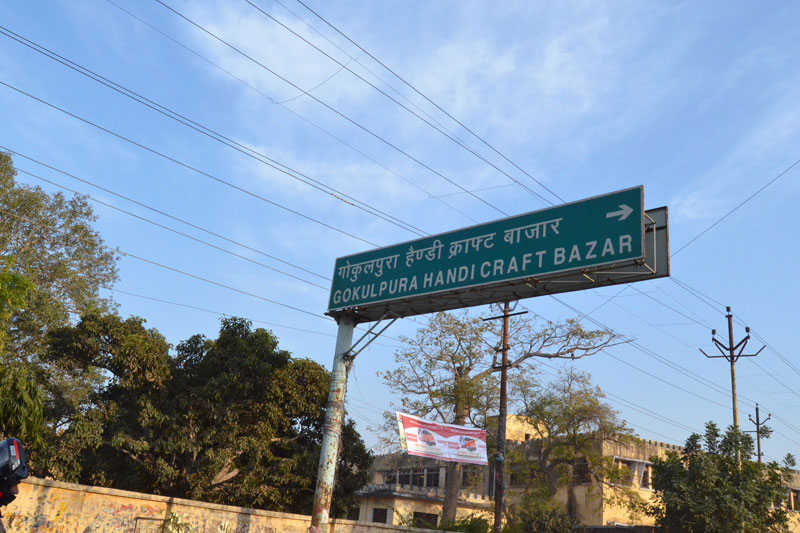 गोकुलपुरा हैण्डी क्राफ्ट बाजार
GOKULPURA HANDI CRAFT BAZAR